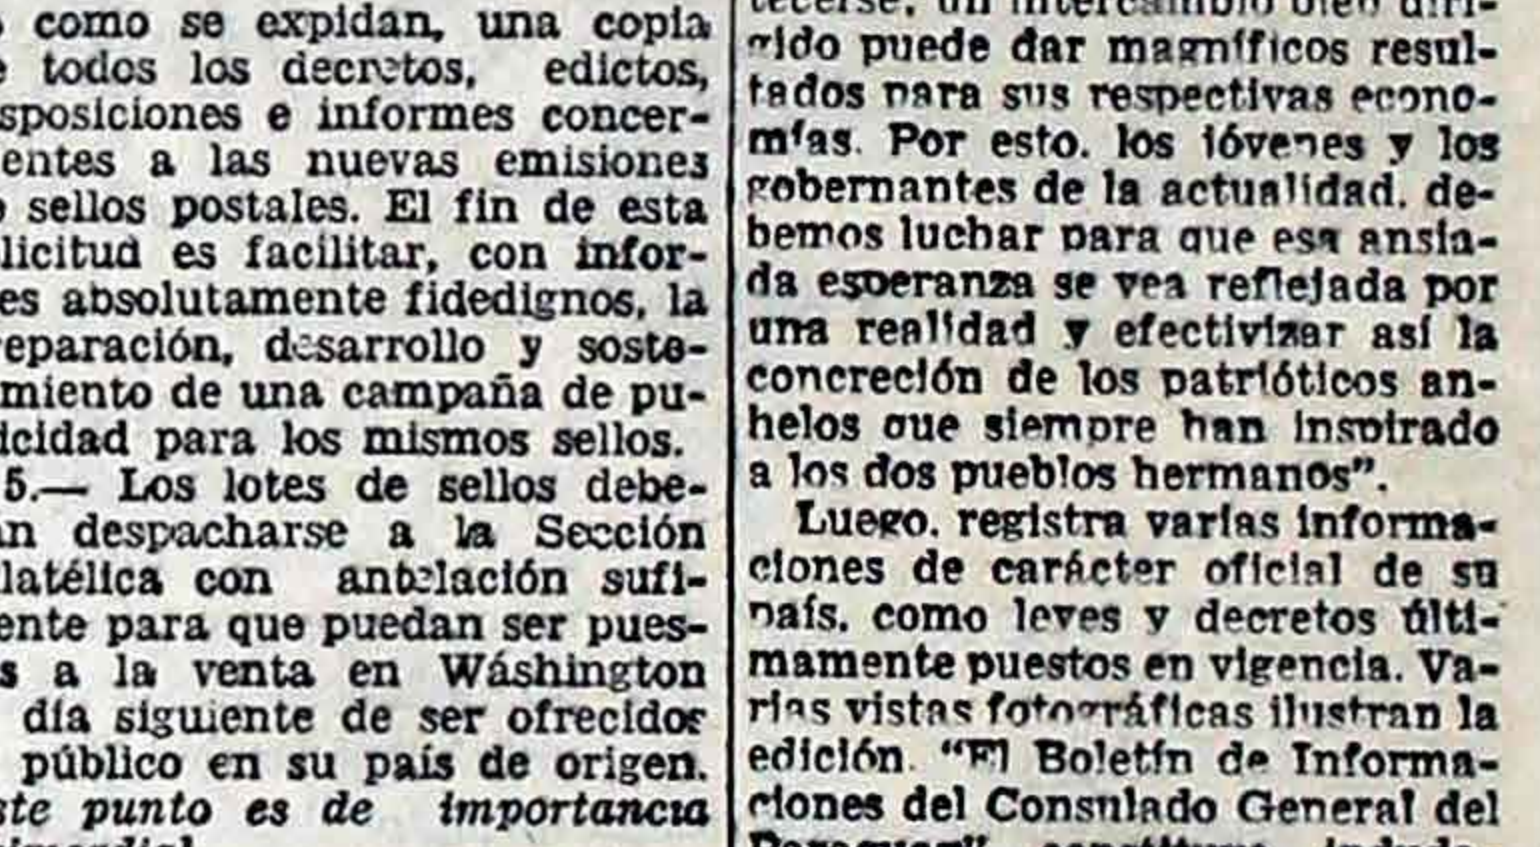 como se expidan, una copia
todos los decretos, edictos,
sposiciones e informes concer-
entes a las nuevas emisiones
sellos postales. El fin de esta
licitud es facilitar, con infor-
es absolutamente fidedignos, la
eparación, desarrollo y soste-
miento de una campaña de pu-
icidad para los mismos sellos.
5.— Los lotes de sellos debe-
an despacharse a la Sección
latélica con antelación sufi-
ente para que puedan ser pues-
s a la venta en Wáshington
día siguiente de ser ofrecidos
público en su país de origen.
ste punto es de importancia
tecerse, un intercambio bien diri-
gido puede dar magníficos resul-
tados para sus respectivas econo-
mías. Por esto, los jóvenes y los
gobernantes de la actualidad, de-
bemos luchar para que esa ansia-
da esperanza se vea reflejada por
una realidad y efectivizar así la
concreción de los patrióticos an-
helos que siempre han inspirado
a los dos pueblos hermanos".
Luego, registra varias informa-
ciones de carácter oficial de su
país, como leyes y decretos últi-
mamente puestos en vigencia. Va-
rias vistas fotográficas ilustran la
edición. "El Boletín de Informa-
ciones del Consulado General del